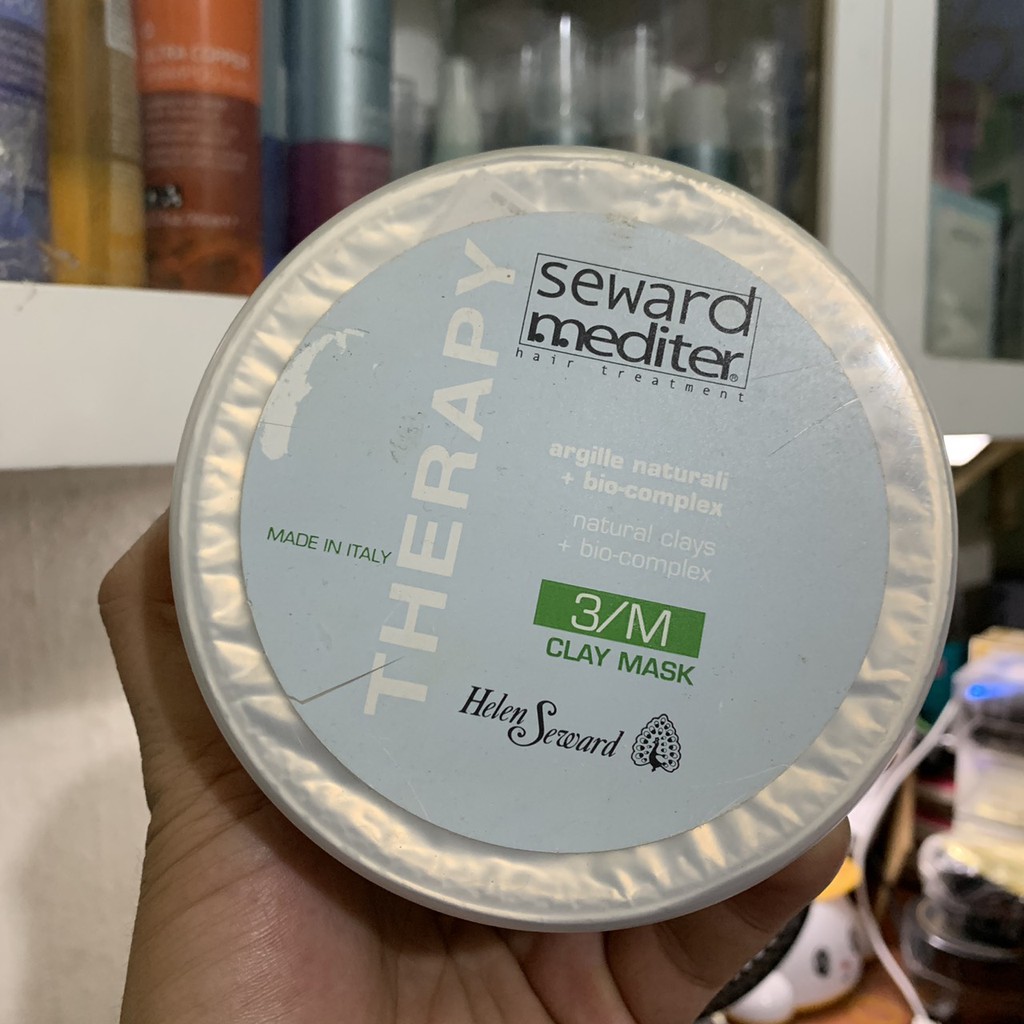 THERAPY
seward
mediter®
hair treatment
argille naturali
+ bio-complex
natural clays
+ bio-complex
MADE IN ITALY
3/M
CLAY MASK
Helen Seward